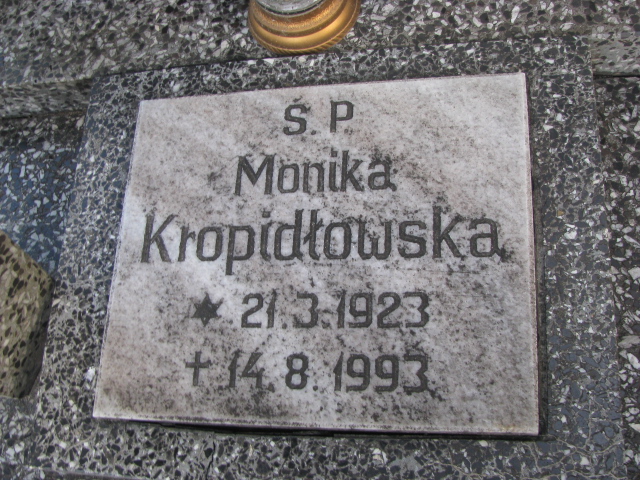 Ś. P
Monika
Kropidłowska
✶ 21.3.1923
✝ 14.8.1993